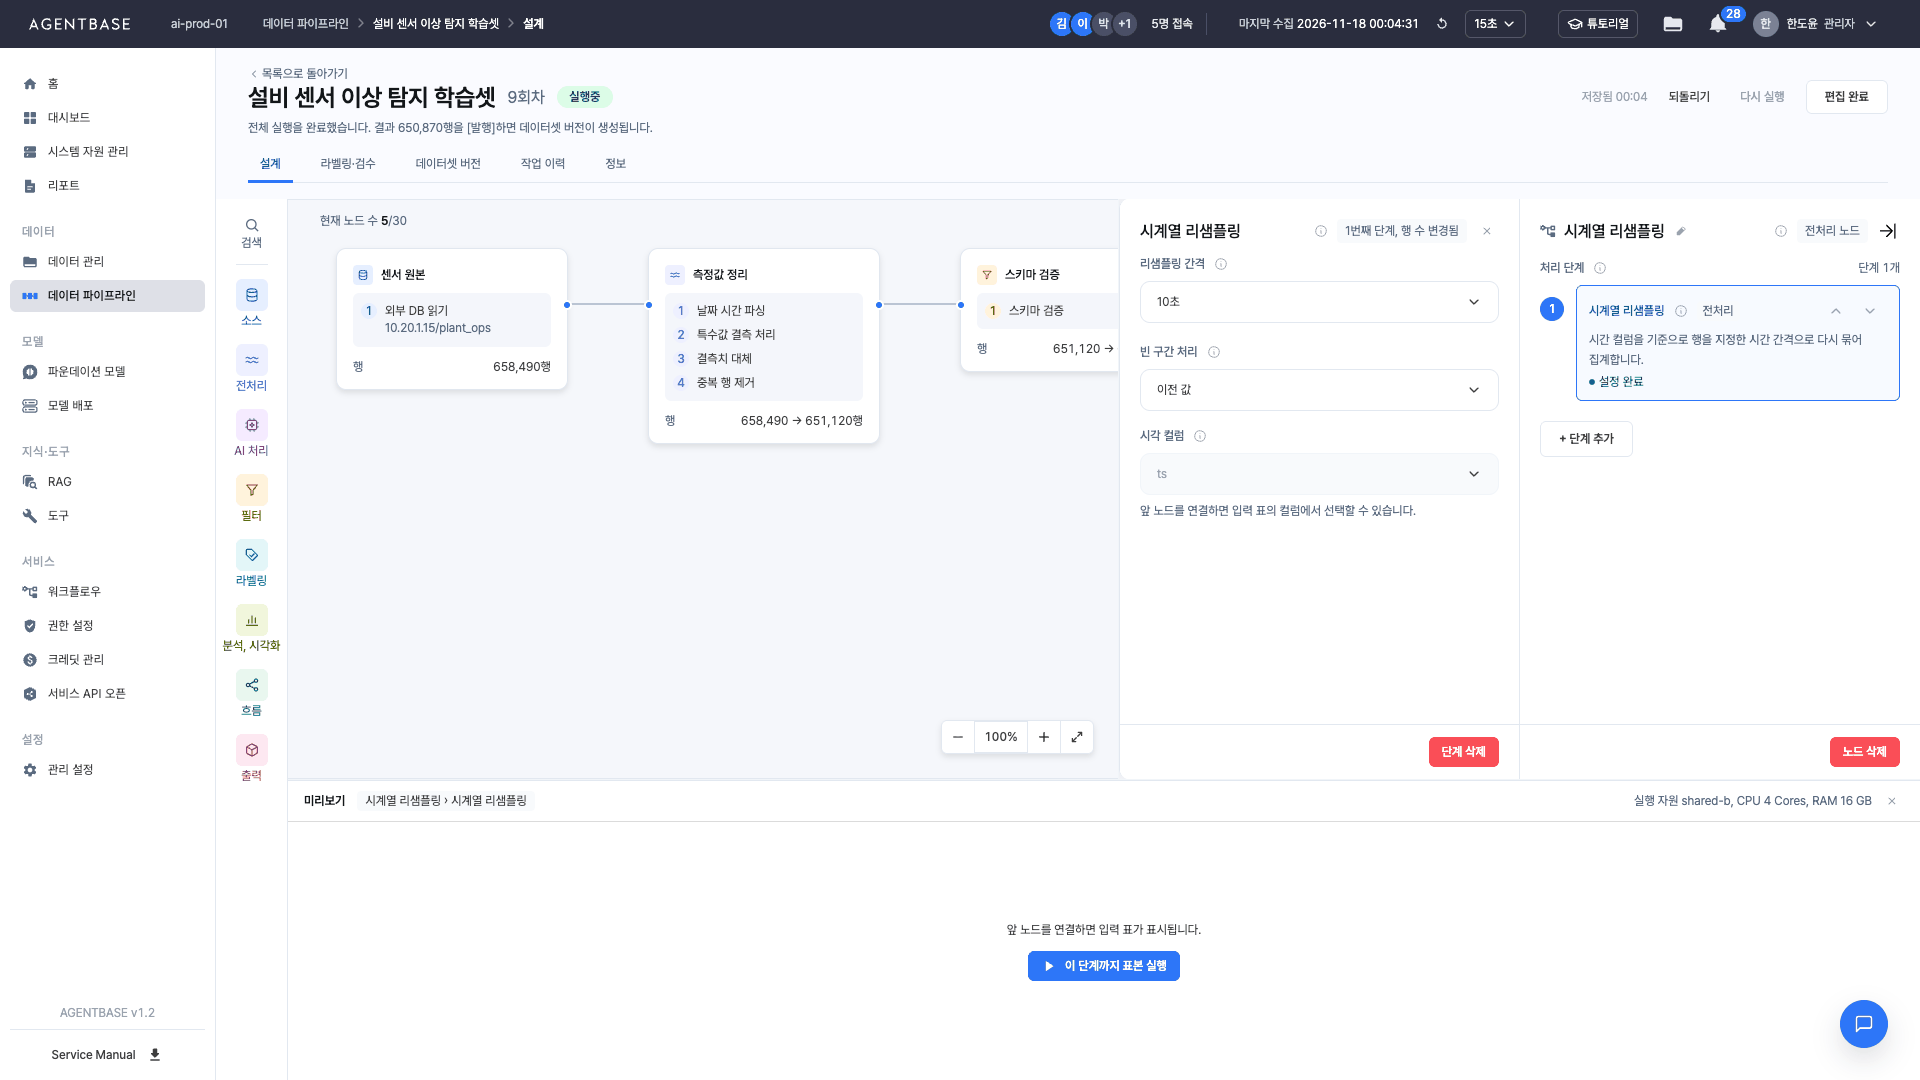 AGENTBASE
ai-prod-01
데이터 파이프라인 > 설비 센서 이상 탐지 학습셋 > 설계
김 이 박 +1 5명 접속
마지막 수집 2026-11-18 00:04:31
15초
튜토리얼
28
한 한도윤 관리자
홈
대시보드
시스템 자원 관리
리포트
데이터
데이터 관리
데이터 파이프라인
모델
파운데이션 모델
모델 배포
지식·도구
RAG
도구
서비스
워크플로우
권한 설정
크레딧 관리
서비스 API 오픈
설정
관리 설정
AGENTBASE v1.2
Service Manual
목록으로 돌아가기
설비 센서 이상 탐지 학습셋 9회차 실행중
전체 실행을 완료했습니다. 결과 650,870행을 [발행]하면 데이터셋 버전이 생성됩니다.
저장됨 00:04 되돌리기 다시 실행 편집 완료
설계 라벨링·검수 데이터셋 버전 작업 이력 정보
검색
소스
전처리
AI 처리
필터
라벨링
분석, 시각화
흐름
출력
현재 노드 수 5/30
센서 원본
1 외부 DB 읽기
10.20.1.15/plant_ops
행 658,490행
측정값 정리
1 날짜 시간 파싱
2 특수값 결측 처리
3 결측치 대체
4 중복 행 제거
행 658,490 → 651,120행
스키마 검증
1 스키마 검증
행 651,120 →
100%
시계열 리샘플링
1번째 단계, 행 수 변경됨
리샘플링 간격
10초
빈 구간 처리
이전 값
시각 컬럼
ts
앞 노드를 연결하면 입력 표의 컬럼에서 선택할 수 있습니다.
단계 삭제
시계열 리샘플링
전처리 노드
처리 단계
단계 1개
1 시계열 리샘플링 전처리
시간 컬럼을 기준으로 행을 지정한 시간 간격으로 다시 묶어
집계합니다.
설정 완료
+ 단계 추가
노드 삭제
미리보기 시계열 리샘플링 › 시계열 리샘플링
실행 자원 shared-b, CPU 4 Cores, RAM 16 GB
앞 노드를 연결하면 입력 표가 표시됩니다.
이 단계까지 표본 실행